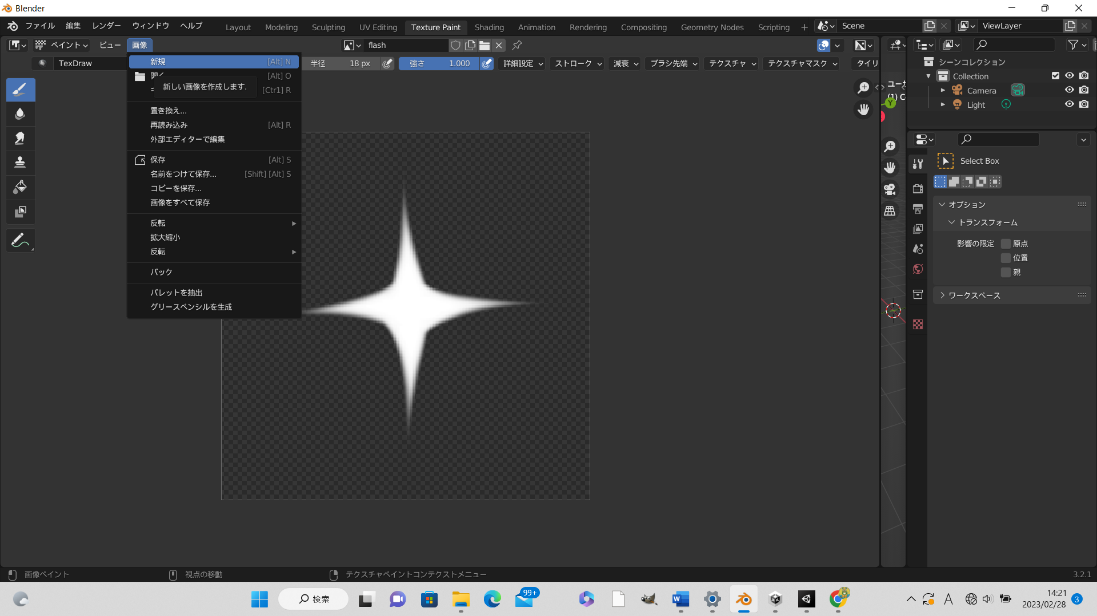 Blender
ファイル 編集 レンダー ウィンドウ ヘルプ Layout Modeling Sculpting UV Editing Texture Paint Shading Animation Rendering Compositing Geometry Nodes Scripting + Scene ViewLayer
ペイント ビュー 画像 flash
TexDraw 半径 18 px 強さ 1.000 詳細設定 ストローク 減衰 ブラシ先端 テクスチャ テクスチャマスク タイリ
新規 [Alt] N
[Alt] O
新しい画像を作成します.
[Ctrl] R
置き換え...
再読み込み [Alt] R
外部エディターで編集
保存 [Alt] S
名前をつけて保存... [Shift] [Alt] S
コピーを保存...
画像をすべて保存
反転
拡大縮小
反転
パック
パレットを抽出
グリースペンシルを生成
ユーザ
(1) C
Y
シーンコレクション
Collection
Camera
Light
Select Box
オプション
トランスフォーム
影響の限定 原点
位置
親
ワークスペース
画像ペイント 視点の移動 テクスチャペイントコンテクストメニュー 3.2.1
検索 99+ A 14:21
2023/02/28 3